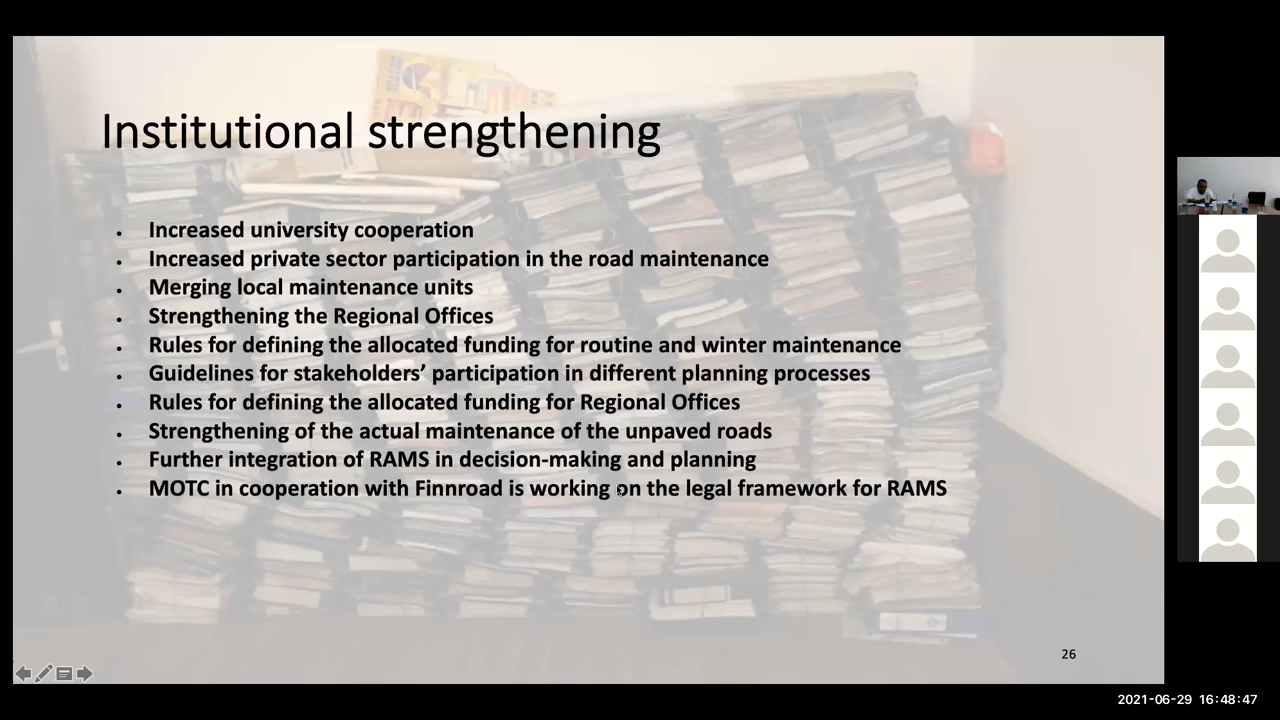 Institutional strengthening
• Increased university cooperation
• Increased private sector participation in the road maintenance
• Merging local maintenance units
• Strengthening the Regional Offices
• Rules for defining the allocated funding for routine and winter maintenance
• Guidelines for stakeholders’ participation in different planning processes
• Rules for defining the allocated funding for Regional Offices
• Strengthening of the actual maintenance of the unpaved roads
• Further integration of RAMS in decision-making and planning
• MOTC in cooperation with Finnroad is working on the legal framework for RAMS
26
2021-06-29 16:48:47